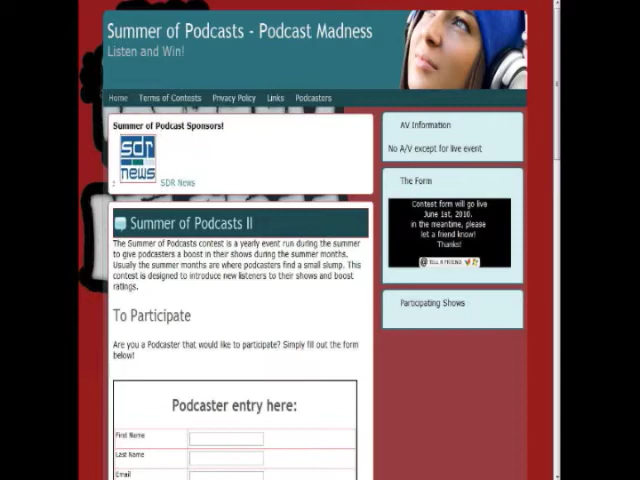 Summer of Podcasts - Podcast Madness
Listen and Win!
Home Terms of Contests Privacy Policy Links Podcasters
Summer of Podcast Sponsors!
sdr
news
SDR News
AV Information
No A/V except for live event
The Form
Contest form will go live
June 1st, 2010.
in the meantime, please
let a friend know!
Thanks!
TELL A FRIEND
Participating Shows
Summer of Podcasts II
The Summer of Podcasts contest is a yearly event run during the summer
to give podcasters a boost in their shows during the summer months.
Usually the summer months are where podcasters find a small slump. This
contest is designed to introduce new listeners to their shows and boost
ratings.
To Participate
Are you a Podcaster that would like to participate? Simply fill out the form
below!
Podcaster entry here:
First Name
Last Name
Email